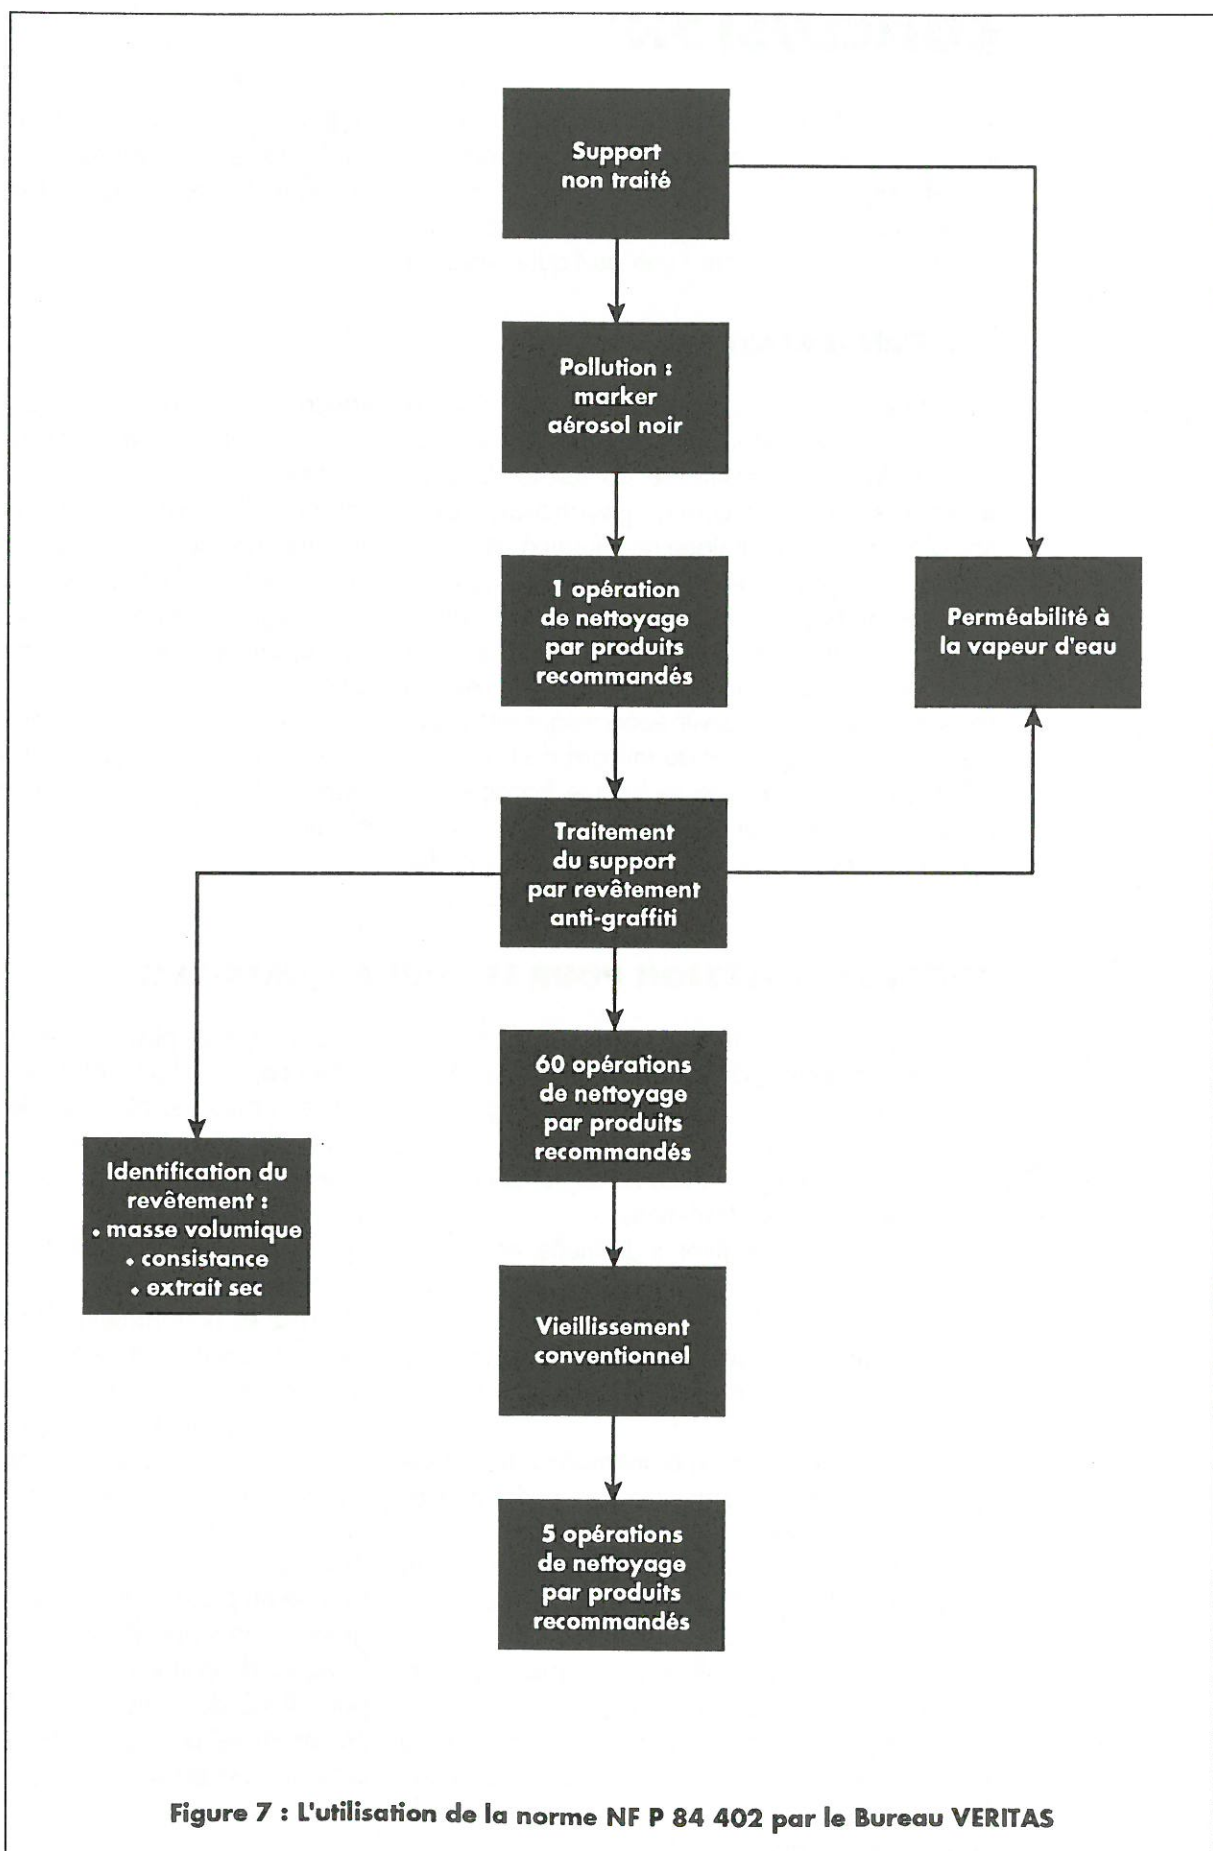 Support
non traité
Pollution :
marker
aérosol noir
1 opération
de nettoyage
par produits
recommandés
Perméabilité à
la vapeur d'eau
Traitement
du support
par revêtement
anti-graffiti
60 opérations
de nettoyage
par produits
recommandés
Identification du
revêtement :
• masse volumique
• consistance
• extrait sec
Vieillissement
conventionnel
5 opérations
de nettoyage
par produits
recommandés
Figure 7 : L'utilisation de la norme NF P 84 402 par le Bureau VERITAS